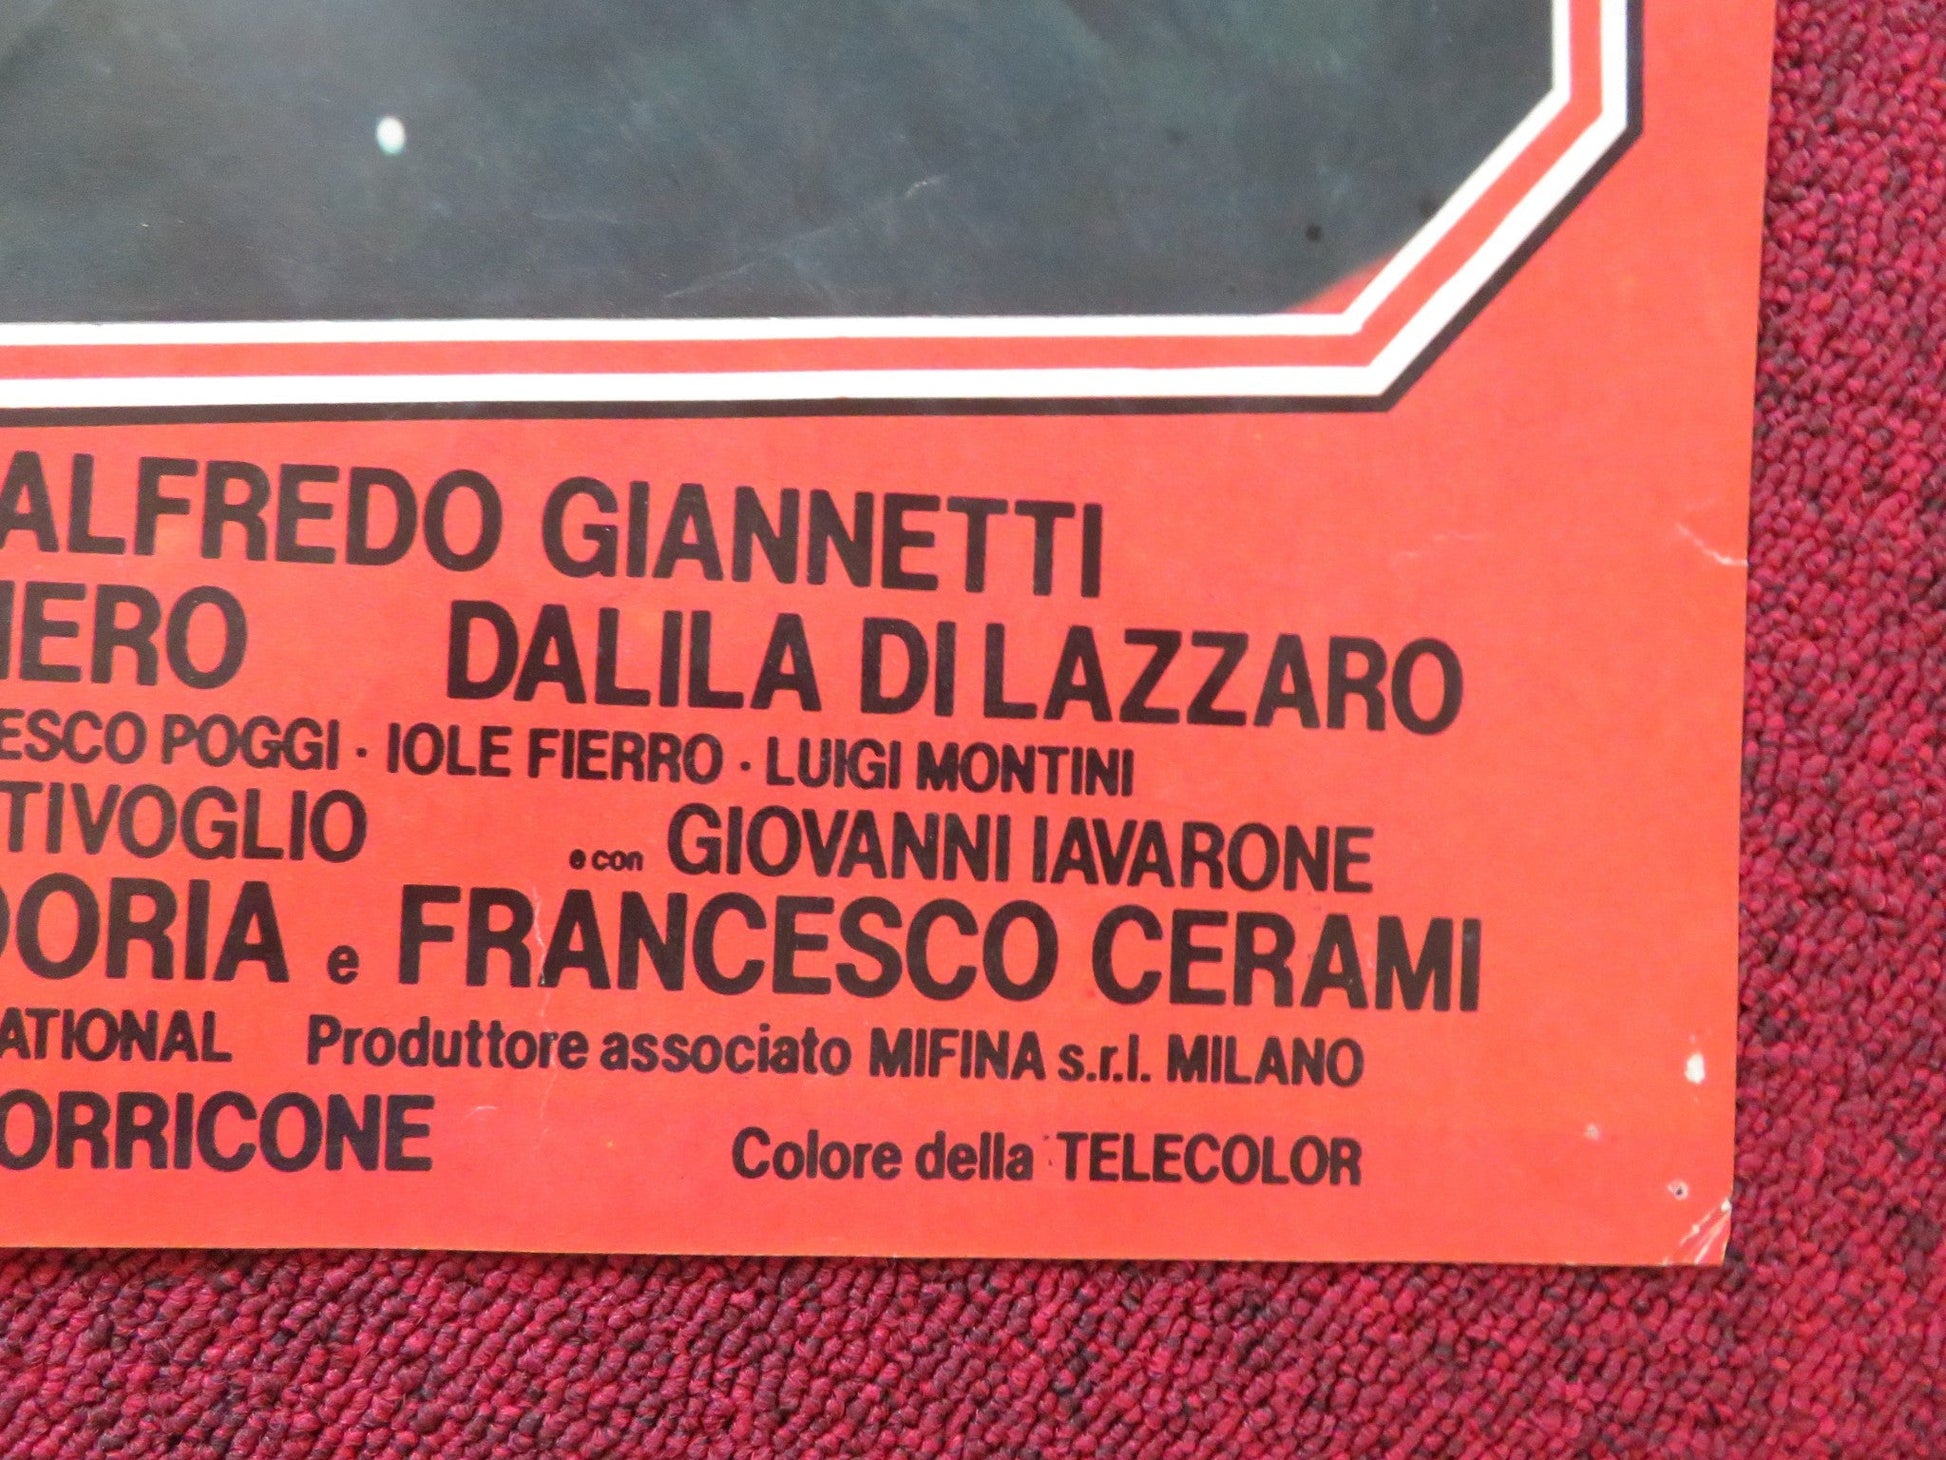 ALFREDO GIANNETTI
IERO DALILA DI LAZZARO
ESCO POGGI · IOLE FIERRO · LUIGI MONTINI
TIVOGLIO e con GIOVANNI IAVARONE
DORIA e FRANCESCO CERAMI
ATIONAL Produttore associato MIFINA s.r.l. MILANO
ORRICONE Colore della TELECOLOR